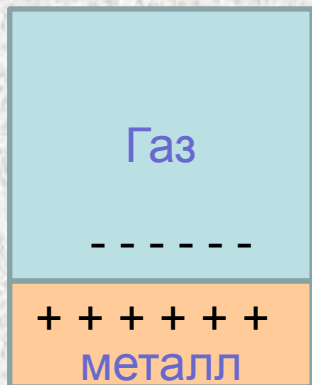 Газ
- - - - - -
+ + + + + +
металл